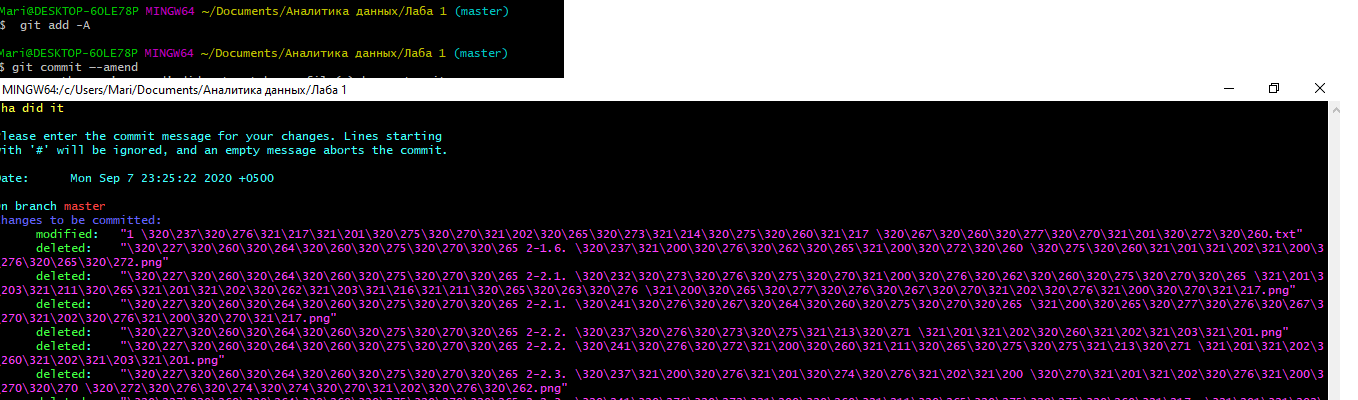 Mari@DESKTOP-6OLE78P MINGW64 ~/Documents/Аналитика данных/Лаба 1 (master)
$  git add -A
Mari@DESKTOP-6OLE78P MINGW64 ~/Documents/Аналитика данных/Лаба 1 (master)
$ git commit --amend
MINGW64:/c/Users/Mari/Documents/Аналитика данных/Лаба 1
ha did it
Please enter the commit message for your changes. Lines starting
with '#' will be ignored, and an empty message aborts the commit.
Date:      Mon Sep 7 23:25:22 2020 +0500
On branch master
hanges to be committed:
modified:   "1 \320\237\320\276\321\217\321\201\320\275\320\270\321\202\320\265\320\273\321\214\320\275\320\260\321\217 \320\267\320\260\320\277\320\270\321\201\320\272\320\260.txt"
deleted:    "\320\227\320\260\320\264\320\260\320\275\320\270\320\265 2-1.6. \320\237\321\200\320\276\320\262\320\265\321\200\320\272\320\260 \320\275\320\260\321\201\321\202\321\200\3
\276\320\265\320\272.png"
deleted:    "\320\227\320\260\320\264\320\260\320\275\320\270\320\265 2-2.1. \320\232\320\273\320\276\320\275\320\270\321\200\320\276\320\262\320\260\320\275\320\270\320\265 \321\201\3
\203\321\211\320\265\321\201\321\202\320\262\321\203\321\216\321\211\320\265\320\263\320\276 \321\200\320\265\320\277\320\276\320\267\320\270\321\202\320\276\321\200\320\270\321\217.png"
deleted:    "\320\227\320\260\320\264\320\260\320\275\320\270\320\265 2-2.1. \320\241\320\276\320\267\320\264\320\260\320\275\320\270\320\265 \321\200\320\265\320\277\320\276\320\267\3
\270\321\202\320\276\321\200\320\270\321\217.png"
deleted:    "\320\227\320\260\320\264\320\260\320\275\320\270\320\265 2-2.2. \320\237\320\276\320\273\320\275\321\213\320\271 \321\201\321\202\320\260\321\202\321\203\321\201.png"
deleted:    "\320\227\320\260\320\264\320\260\320\275\320\270\320\265 2-2.2. \320\241\320\276\320\272\321\200\320\260\321\211\320\265\320\275\320\275\321\213\320\271 \321\201\321\202\3
\260\321\202\321\203\321\201.png"
deleted:    "\320\227\320\260\320\264\320\260\320\275\320\270\320\265 2-2.3. \320\237\321\200\320\276\321\201\320\274\320\276\321\202\321\200 \320\270\321\201\321\202\320\276\321\200\3
\270\320\270 \320\272\320\276\320\274\320\274\320\270\321\202\320\276\320\262.png"